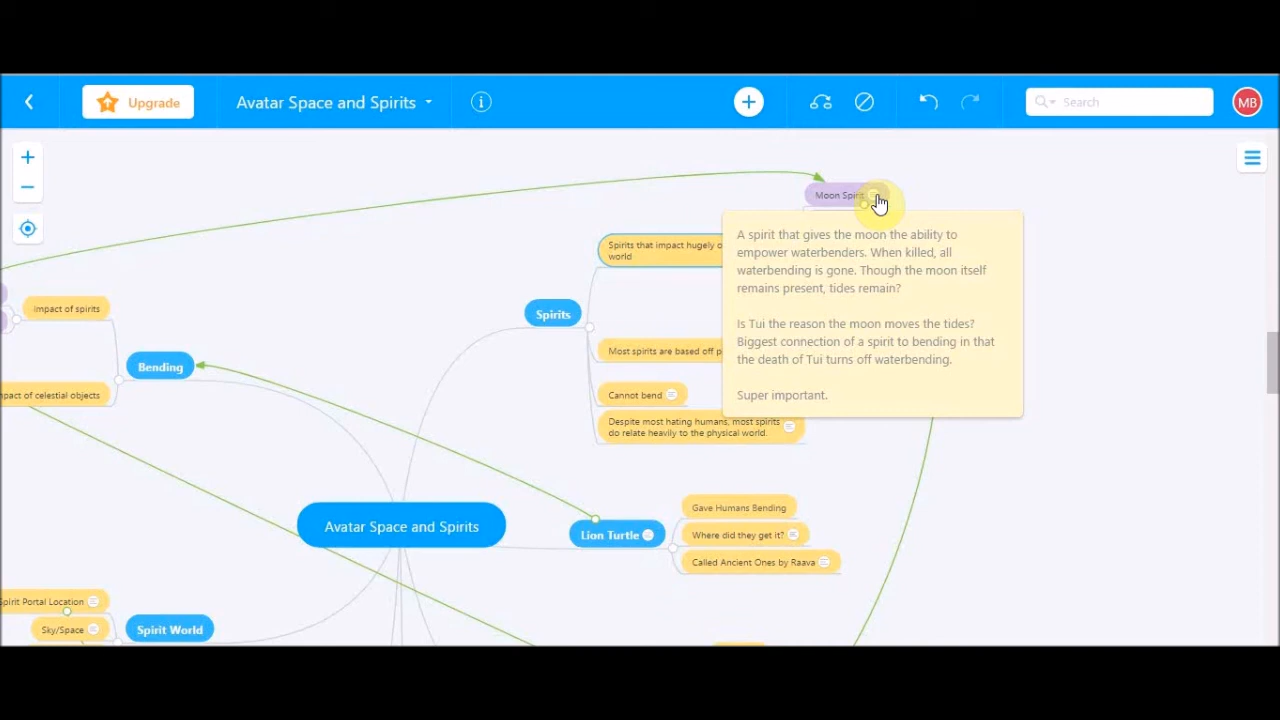 Upgrade
Avatar Space and Spirits
Search
MB
Moon Spirit
A spirit that gives the moon the ability to
empower waterbenders. When killed, all
waterbending is gone. Though the moon itself
remains present, tides remain?
Is Tui the reason the moon moves the tides?
Biggest connection of a spirit to bending in that
the death of Tui turns off waterbending.
Super important.
Spirits that impact hugely o
world
Impact of spirits
Spirits
Most spirits are based off p
Bending
mpact of celestial objects
Cannot bend
Despite most hating humans, most spirits
do relate heavily to the physical world.
Avatar Space and Spirits
Lion Turtle
Gave Humans Bending
Where did they get it?
Called Ancient Ones by Raava
Spirit Portal Location
Sky/Space
Spirit World